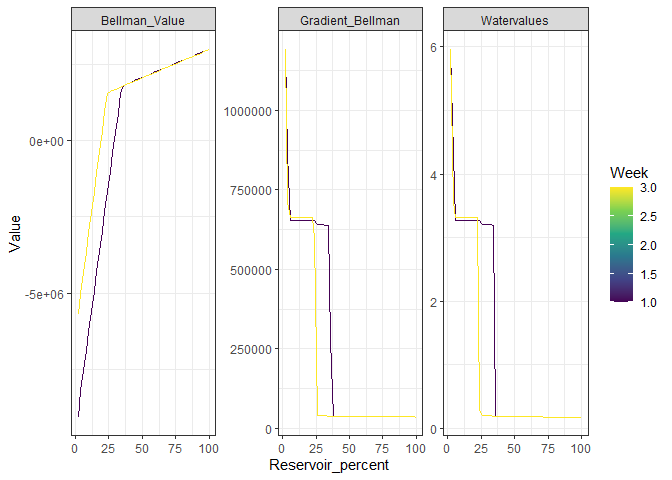 Bellman_Value
Gradient_Bellman
Watervalues
Value
0e+00
-5e+06
1000000
750000
500000
250000
0
6
4
2
0
0 25 50 75 100
0 25 50 75 100
0 25 50 75 100
Reservoir_percent
Week
3.0
2.5
2.0
1.5
1.0